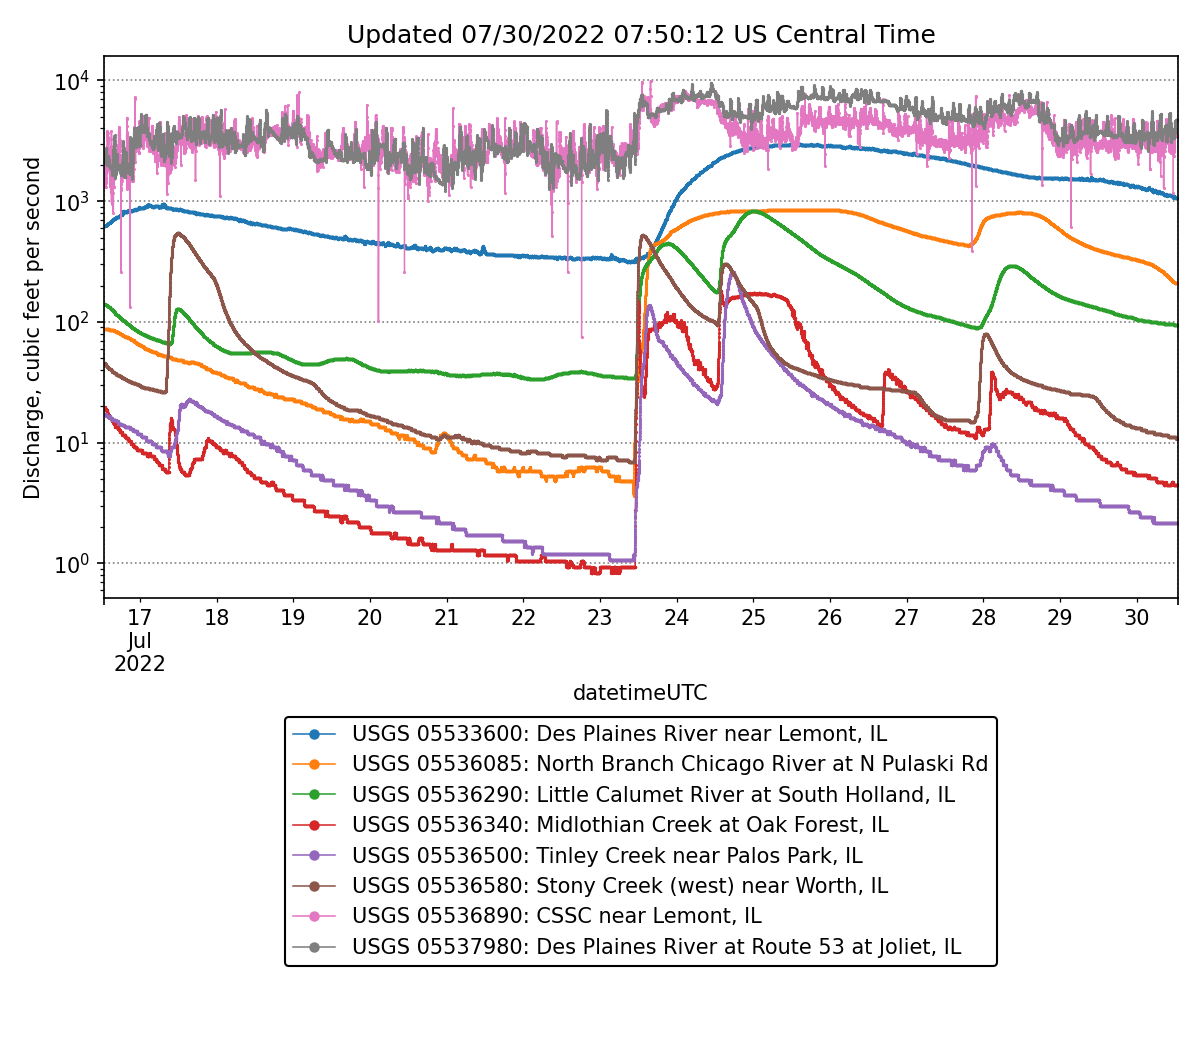 Updated 07/30/2022 07:50:12 US Central Time
Discharge, cubic feet per second
10^4
10^3
10^2
10^1
10^0
17 18 19 20 21 22 23 24 25 26 27 28 29 30
Jul
2022
datetimeUTC
USGS 05533600: Des Plaines River near Lemont, IL
USGS 05536085: North Branch Chicago River at N Pulaski Rd
USGS 05536290: Little Calumet River at South Holland, IL
USGS 05536340: Midlothian Creek at Oak Forest, IL
USGS 05536500: Tinley Creek near Palos Park, IL
USGS 05536580: Stony Creek (west) near Worth, IL
USGS 05536890: CSSC near Lemont, IL
USGS 05537980: Des Plaines River at Route 53 at Joliet, IL